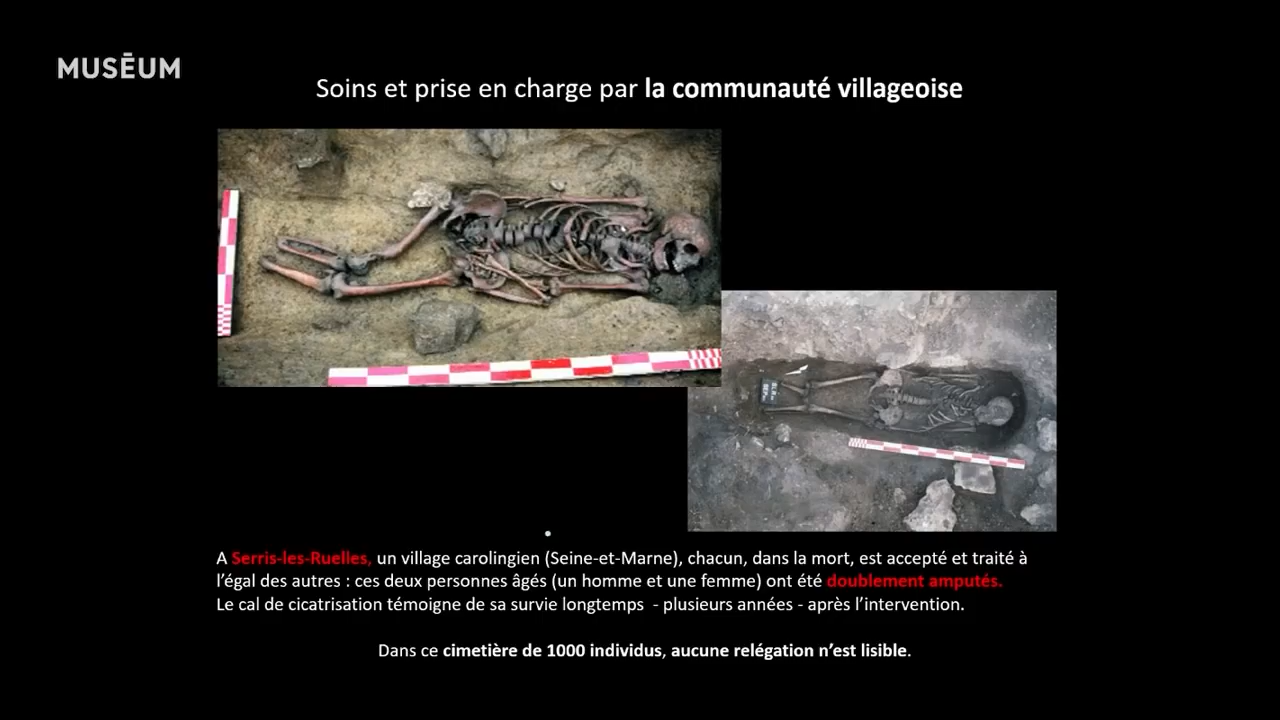 MUSĒUM
Soins et prise en charge par la communauté villageoise
A Serris-les-Ruelles, un village carolingien (Seine-et-Marne), chacun, dans la mort, est accepté et traité à
l'égal des autres : ces deux personnes âgés (un homme et une femme) ont été doublement amputés.
Le cal de cicatrisation témoigne de sa survie longtemps - plusieurs années - après l'intervention.
Dans ce cimetière de 1000 individus, aucune relégation n'est lisible.